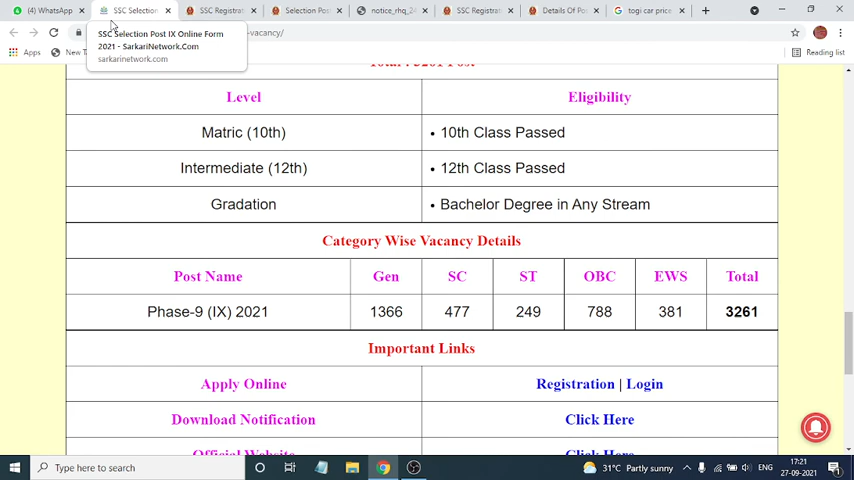 (4) WhatsApp
SSC Selection
SSC Registrat
Selection Post
notice_rhq_24
SSC Registrat
Details Of Po
togi car price
-vacancy/
Reading list
Apps
New T
SSC Selection Post IX Online Form
2021 - SarkariNetwork.Com
sarkarinetwork.com
Level Eligibility
Matric (10th) • 10th Class Passed
Intermediate (12th) • 12th Class Passed
Gradation • Bachelor Degree in Any Stream
Category Wise Vacancy Details
Post Name Gen SC ST OBC EWS Total
Phase-9 (IX) 2021 1366 477 249 788 381 3261
Important Links
Apply Online Registration | Login
Download Notification Click Here
Official Website Click Here
Type here to search
31°C Partly sunny
ENG
17:21
27-09-2021